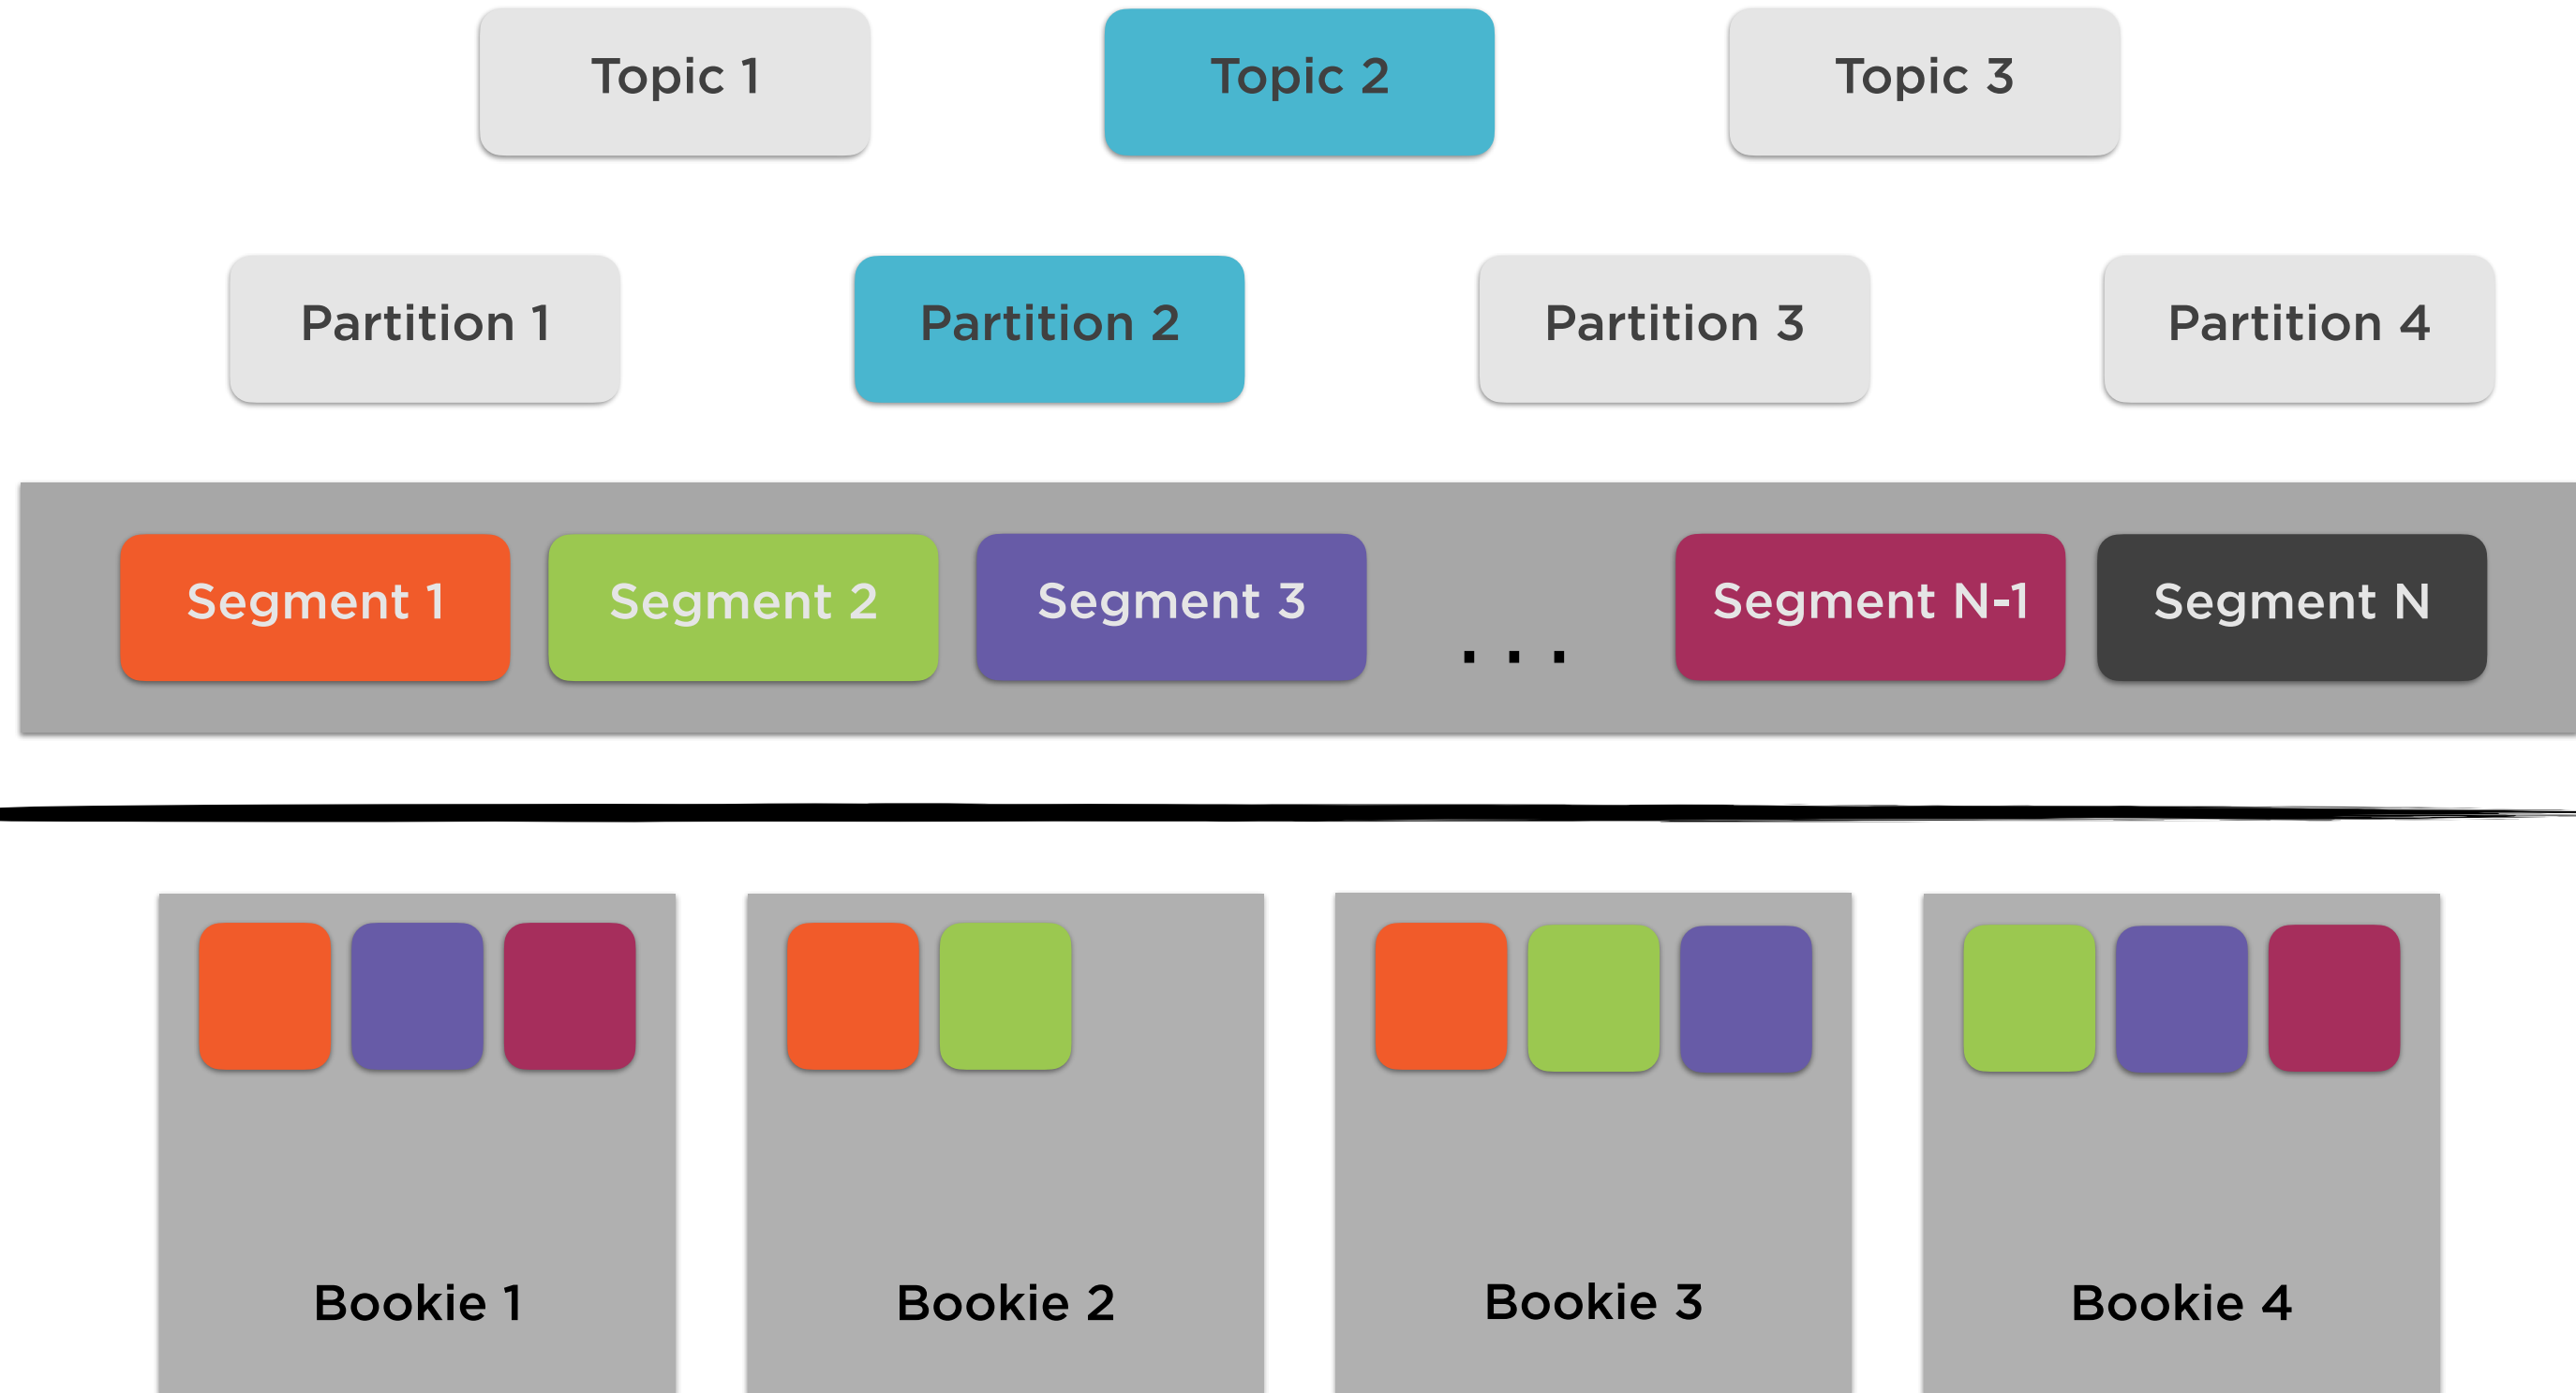 Topic 1
Topic 2
Topic 3
Partition 1
Partition 2
Partition 3
Partition 4
Segment 1
Segment 2
Segment 3
...
Segment N-1
Segment N
Bookie 1
Bookie 2
Bookie 3
Bookie 4